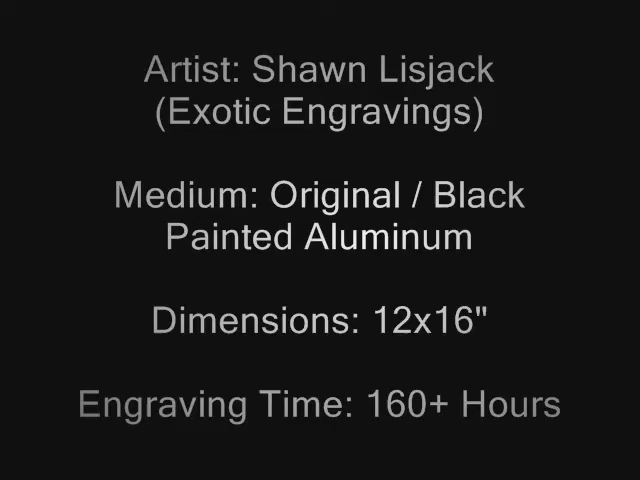 Artist: Shawn Lisjack
(Exotic Engravings)
Medium: Original / Black
Painted Aluminum
Dimensions: 12x16"
Engraving Time: 160+ Hours